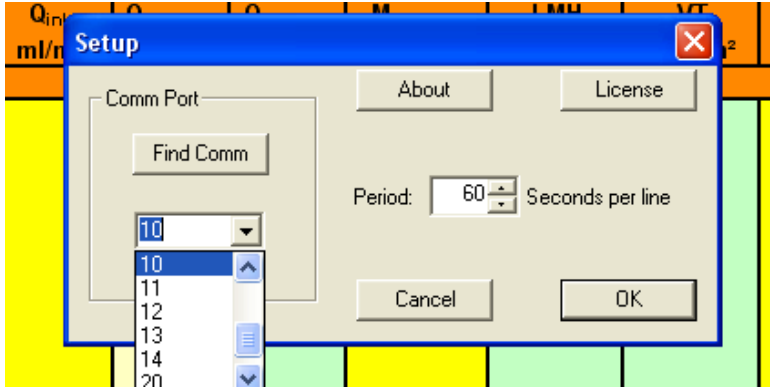 Setup
Comm Port
Find Comm
10
10
11
12
13
14
20
About
License
Period:
60
Seconds per line
Cancel
OK